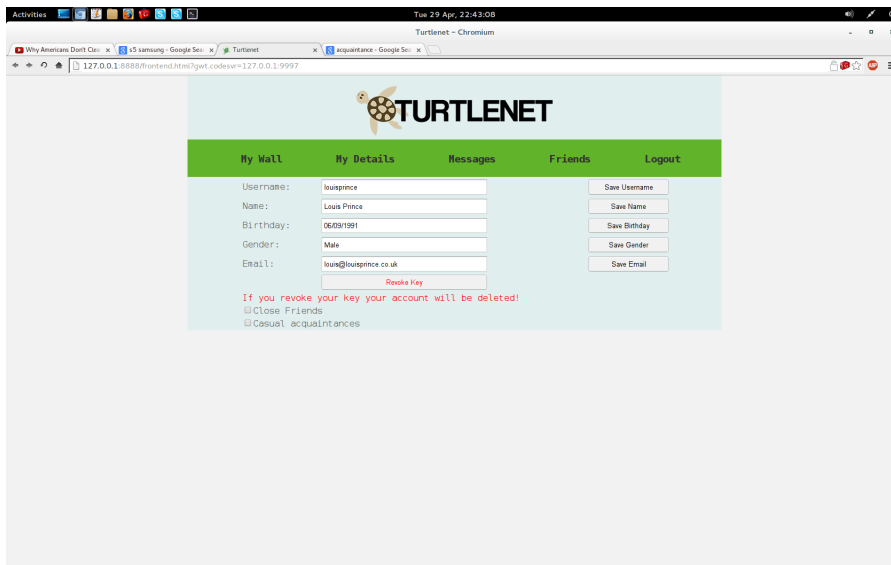 Activities Tue 29 Apr, 22:43:08
Turtlenet - Chromium
Why Americans Don't Cle s5 samsung - Google Sear Turtlenet acquaintance - Google Sea
127.0.0.1:8888/frontend.html?gwt.codesvr=127.0.0.1:9997
TURTLENET
My Wall My Details Messages Friends Logout
Username: louisprince Save Username
Name: Louis Prince Save Name
Birthday: 06/09/1991 Save Birthday
Gender: Male Save Gender
Email: louis@louisprince.co.uk Save Email
Revoke Key
If you revoke your key your account will be deleted!
Close Friends
Casual acquaintances